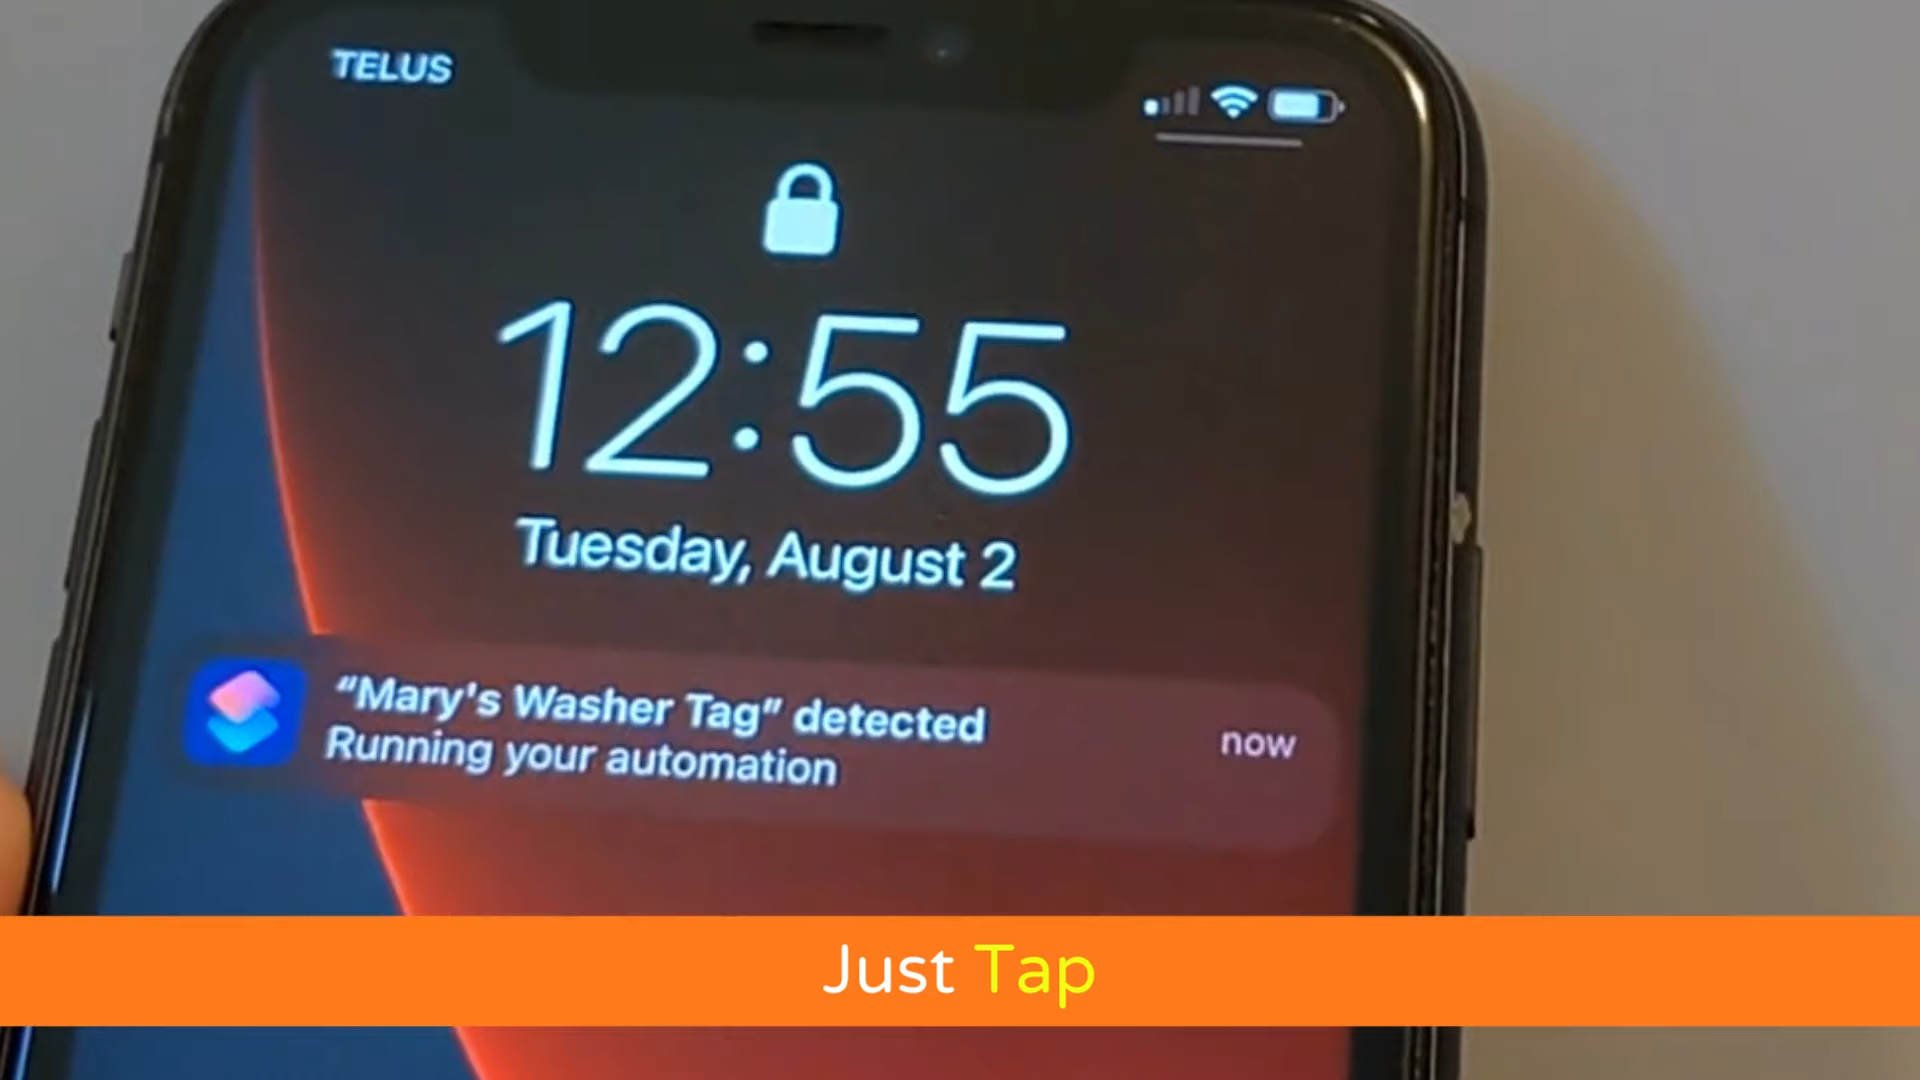 TELUS
12:55
Tuesday, August 2
“Mary's Washer Tag” detected
now
Running your automation
Just Tap